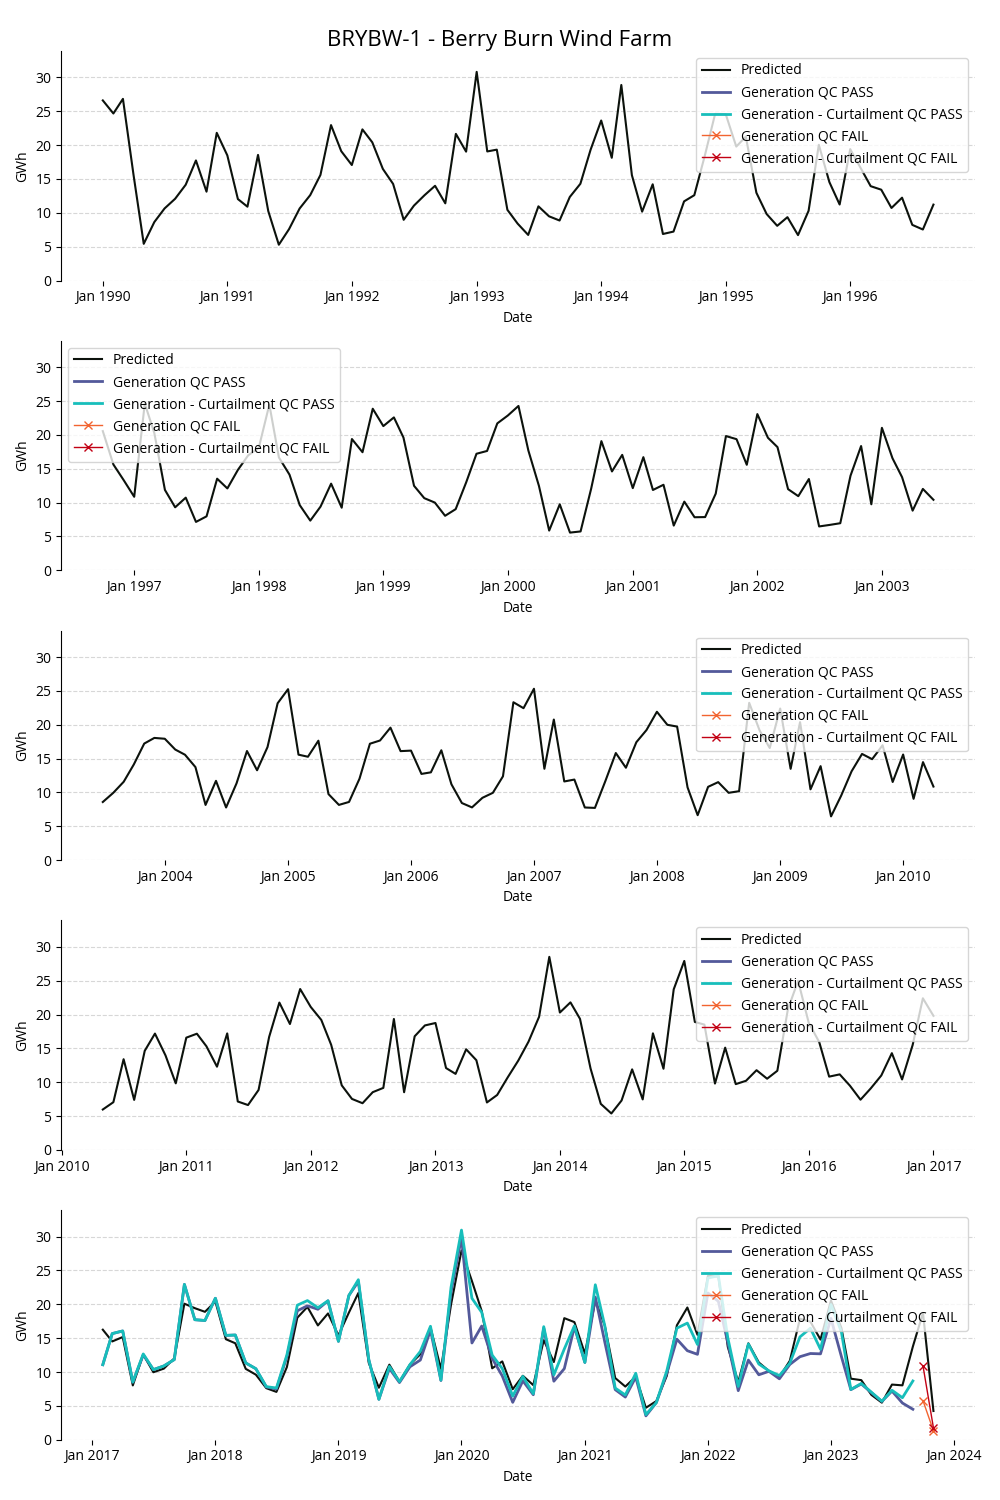 BRYBW-1 - Berry Burn Wind Farm
30
25
20
15
10
5
0
GWh
Predicted
Generation QC PASS
Generation - Curtailment QC PASS
Generation QC FAIL
Generation - Curtailment QC FAIL
Jan 1990 Jan 1991 Jan 1992 Jan 1993 Jan 1994 Jan 1995 Jan 1996
Date
30
25
20
15
10
5
0
GWh
Predicted
Generation QC PASS
Generation - Curtailment QC PASS
Generation QC FAIL
Generation - Curtailment QC FAIL
Jan 1997 Jan 1998 Jan 1999 Jan 2000 Jan 2001 Jan 2002 Jan 2003
Date
30
25
20
15
10
5
0
GWh
Predicted
Generation QC PASS
Generation - Curtailment QC PASS
Generation QC FAIL
Generation - Curtailment QC FAIL
Jan 2004 Jan 2005 Jan 2006 Jan 2007 Jan 2008 Jan 2009 Jan 2010
Date
30
25
20
15
10
5
0
GWh
Predicted
Generation QC PASS
Generation - Curtailment QC PASS
Generation QC FAIL
Generation - Curtailment QC FAIL
Jan 2010 Jan 2011 Jan 2012 Jan 2013 Jan 2014 Jan 2015 Jan 2016 Jan 2017
Date
30
25
20
15
10
5
0
GWh
Predicted
Generation QC PASS
Generation - Curtailment QC PASS
Generation QC FAIL
Generation - Curtailment QC FAIL
Jan 2017 Jan 2018 Jan 2019 Jan 2020 Jan 2021 Jan 2022 Jan 2023 Jan 2024
Date